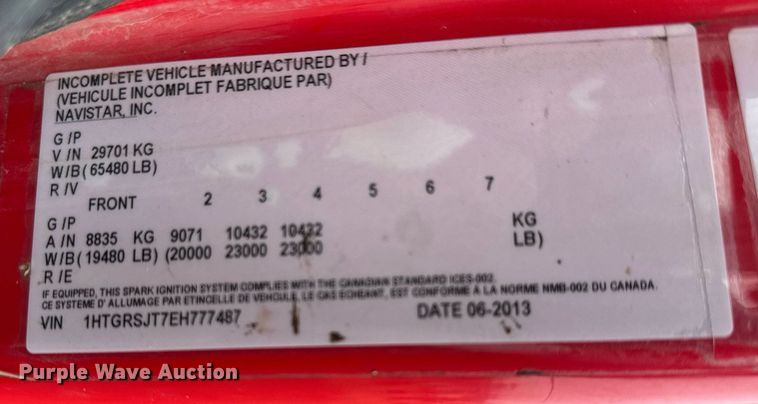 INCOMPLETE VEHICLE MANUFACTURED BY /
(VEHICULE INCOMPLET FABRIQUE PAR)
NAVISTAR, INC.
G /P
V /N 29701 KG
W/B ( 65480 LB)
R /V
FRONT 2 3 4 5 6 7
G /P
A /N 8835 KG 9071 10432 10432 KG
W/B (19480 LB) (20000 23000 23000 LB)
R /E
IF EQUIPPED, THIS SPARK IGNITION SYSTEM COMPLIES WITH THE CANADIAN STANDARD ICES-002.
CE SYSTEME D'ALLUMAGE PAR ETINCELLE DE VEHICULE, LE CAS ECHEANT, EST CONFORME À LA NORME NMB-002 DU CANADA.
VIN 1HTGRSJT7EH777487 DATE 06-2013
Purple Wave Auction